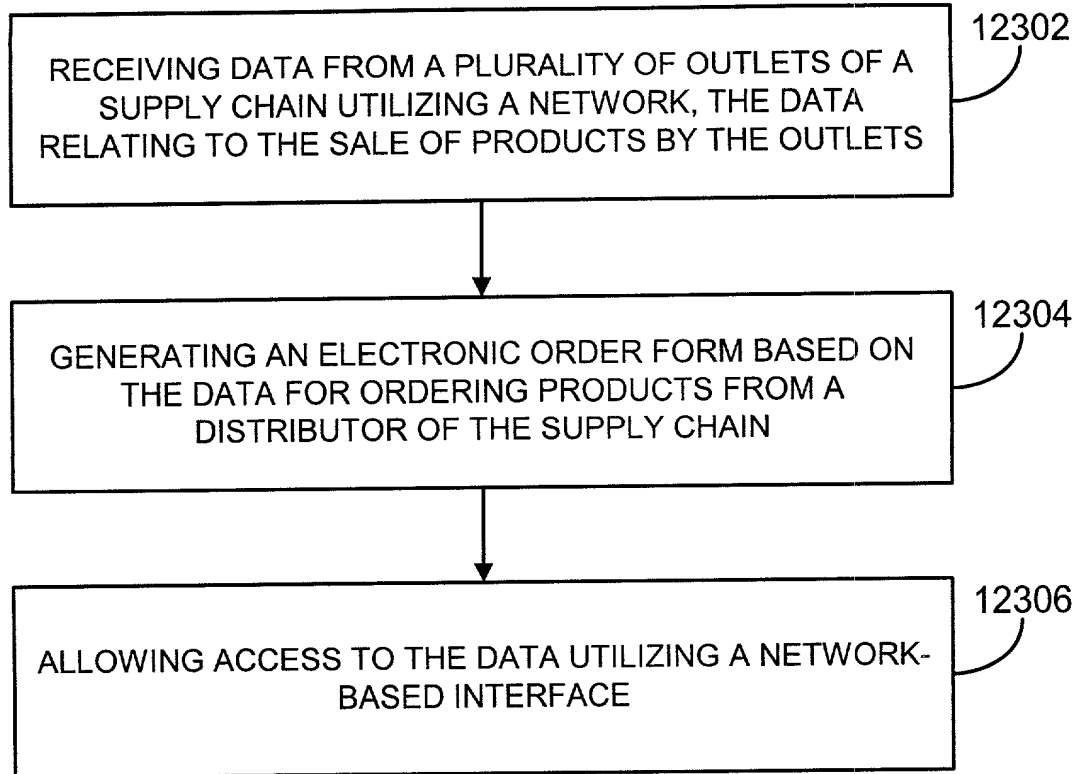 12302
RECEIVING DATA FROM A PLURALITY OF OUTLETS OF A
SUPPLY CHAIN UTILIZING A NETWORK, THE DATA
RELATING TO THE SALE OF PRODUCTS BY THE OUTLETS
12304
GENERATING AN ELECTRONIC ORDER FORM BASED ON
THE DATA FOR ORDERING PRODUCTS FROM A
DISTRIBUTOR OF THE SUPPLY CHAIN
12306
ALLOWING ACCESS TO THE DATA UTILIZING A NETWORK-
BASED INTERFACE